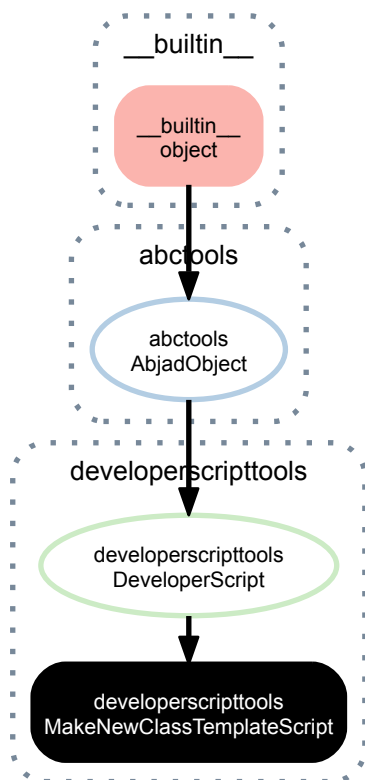 __builtin__
__builtin__
object
abctools
abctools
AbjadObject
developerscripttools
developerscripttools
DeveloperScript
developerscripttools
MakeNewClassTemplateScript